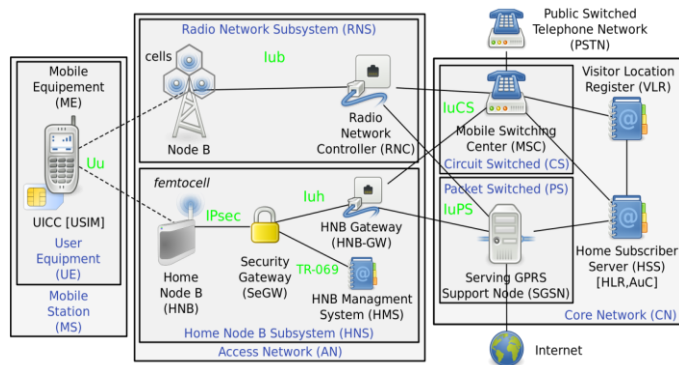 Radio Network Subsystem (RNS)
Public Switched
Telephone Network
(PSTN)
cells
Iub
Mobile
Equipement
(ME)
Uu
UICC [USIM]
User
Equipment
(UE)
Mobile
Station
(MS)
Node B
Radio
Network
Controller (RNC)
IuCS
Mobile Switching
Center (MSC)
Circuit Switched (CS)
Visitor Location
Register (VLR)
femtocell
IPsec
Iuh
HNB Gateway
(HNB-GW)
Packet Switched (PS)
IuPS
Home
Node B
(HNB)
Security
Gateway
(SeGW)
TR-069
HNB Managment
System (HMS)
Serving GPRS
Support Node (SGSN)
Home Subscriber
Server (HSS)
[HLR,AuC]
Home Node B Subsystem (HNS)
Access Network (AN)
Core Network (CN)
Internet